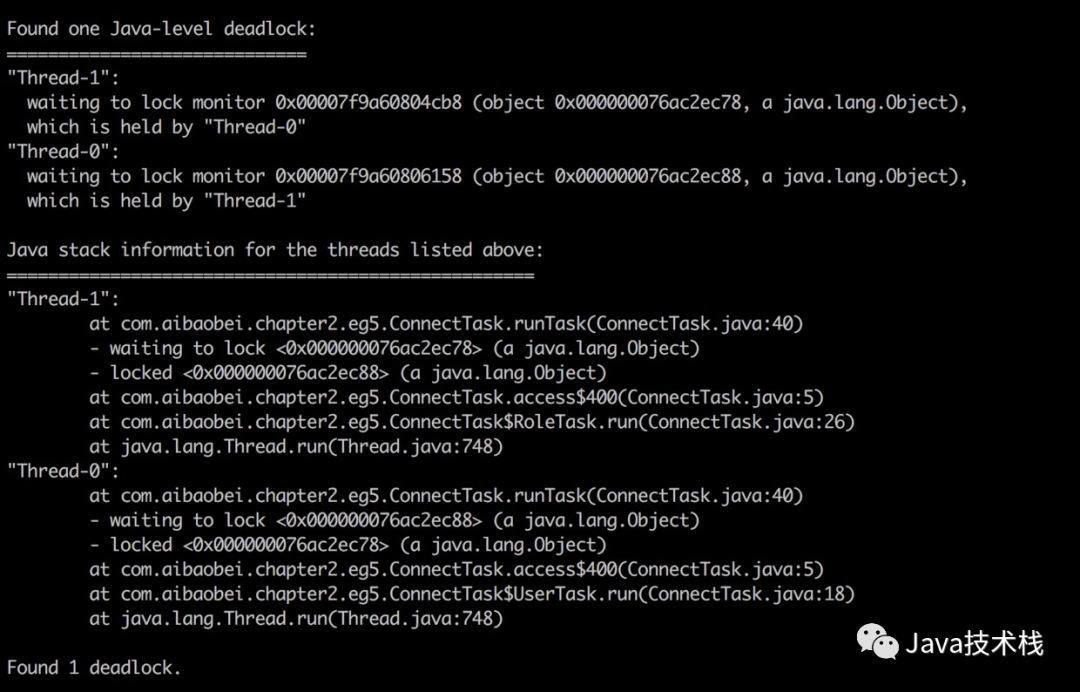 Found one Java-level deadlock:
=============================
"Thread-1":
  waiting to lock monitor 0x00007f9a60804cb8 (object 0x000000076ac2ec78, a java.lang.Object),
  which is held by "Thread-0"
"Thread-0":
  waiting to lock monitor 0x00007f9a60806158 (object 0x000000076ac2ec88, a java.lang.Object),
  which is held by "Thread-1"
Java stack information for the threads listed above:
===================================================
"Thread-1":
        at com.aibaobei.chapter2.eg5.ConnectTask.runTask(ConnectTask.java:40)
        - waiting to lock <0x000000076ac2ec78> (a java.lang.Object)
        - locked <0x000000076ac2ec88> (a java.lang.Object)
        at com.aibaobei.chapter2.eg5.ConnectTask.access$400(ConnectTask.java:5)
        at com.aibaobei.chapter2.eg5.ConnectTask$RoleTask.run(ConnectTask.java:26)
        at java.lang.Thread.run(Thread.java:748)
"Thread-0":
        at com.aibaobei.chapter2.eg5.ConnectTask.runTask(ConnectTask.java:40)
        - waiting to lock <0x000000076ac2ec88> (a java.lang.Object)
        - locked <0x000000076ac2ec78> (a java.lang.Object)
        at com.aibaobei.chapter2.eg5.ConnectTask.access$400(ConnectTask.java:5)
        at com.aibaobei.chapter2.eg5.ConnectTask$UserTask.run(ConnectTask.java:18)
        at java.lang.Thread.run(Thread.java:748)
Java技术栈
Found 1 deadlock.